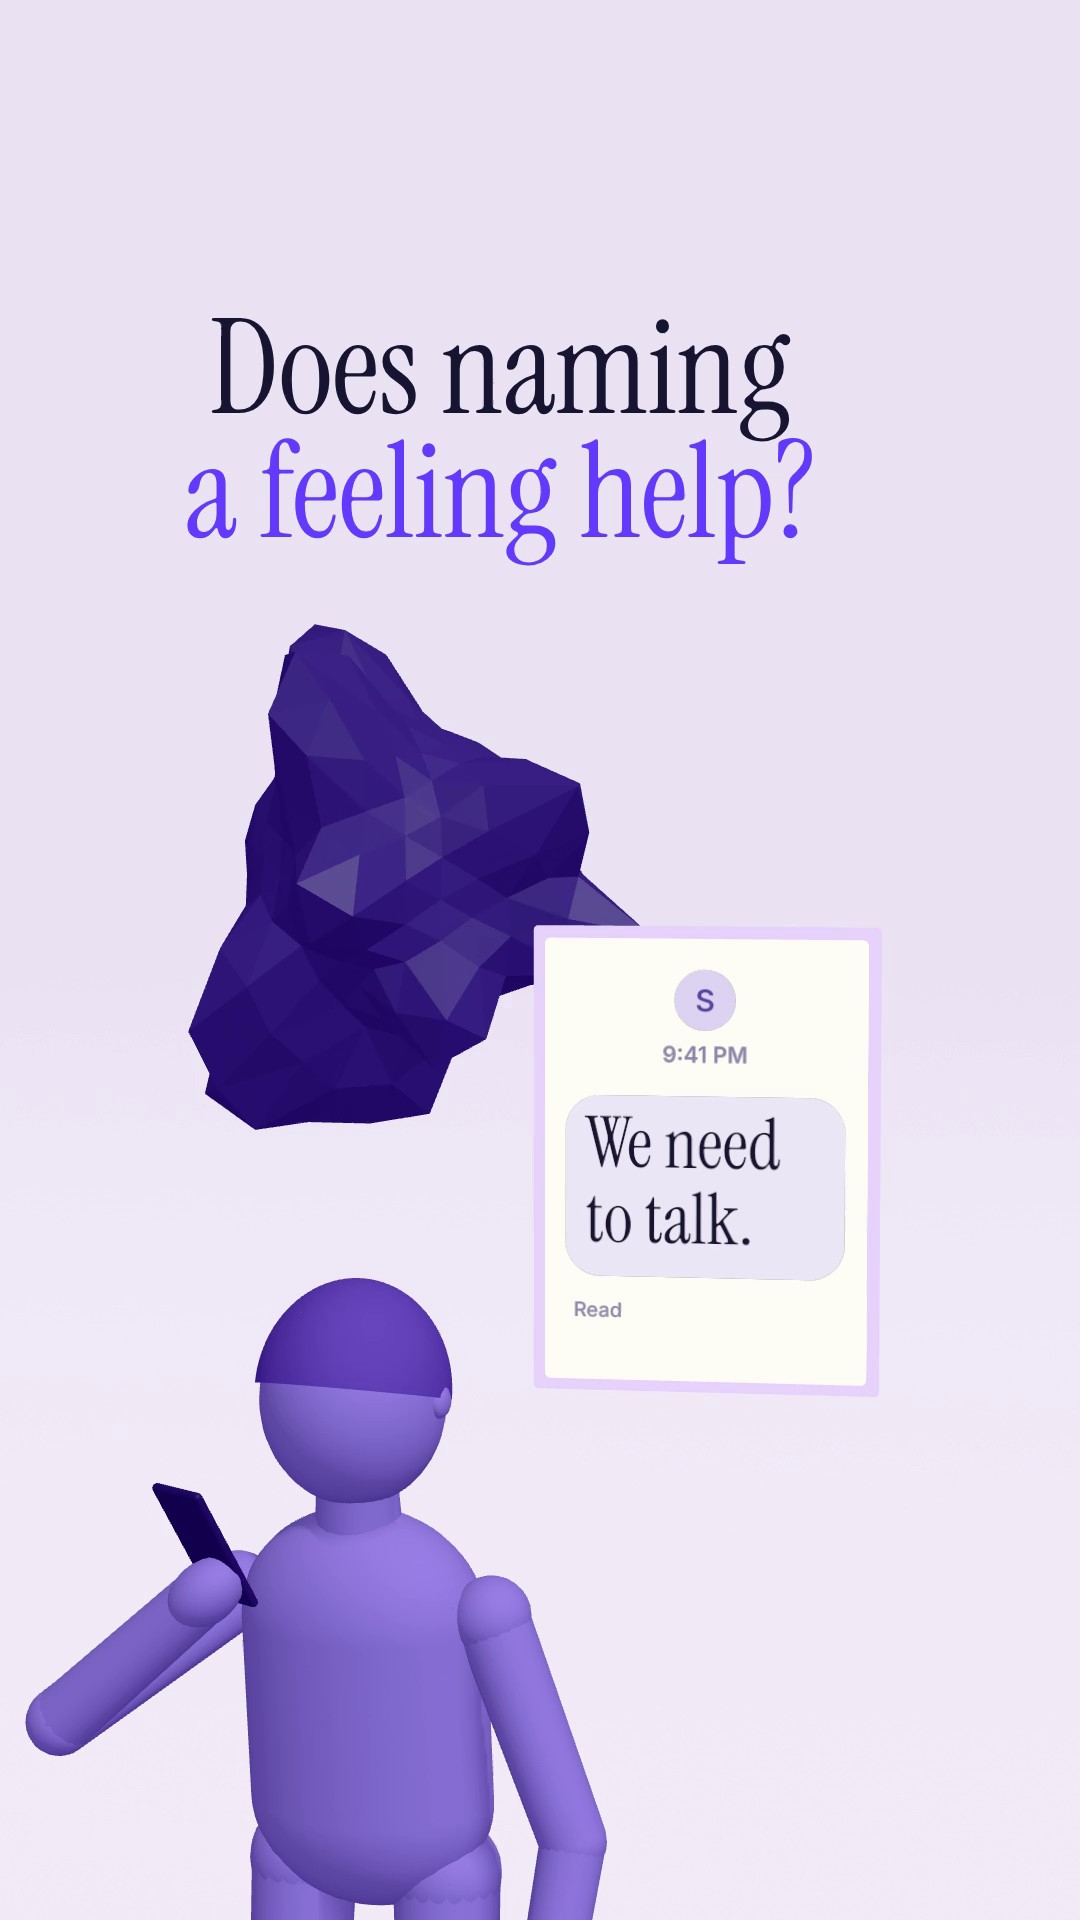 Does naming
a feeling help?
S
9:41 PM
We need
to talk.
Read